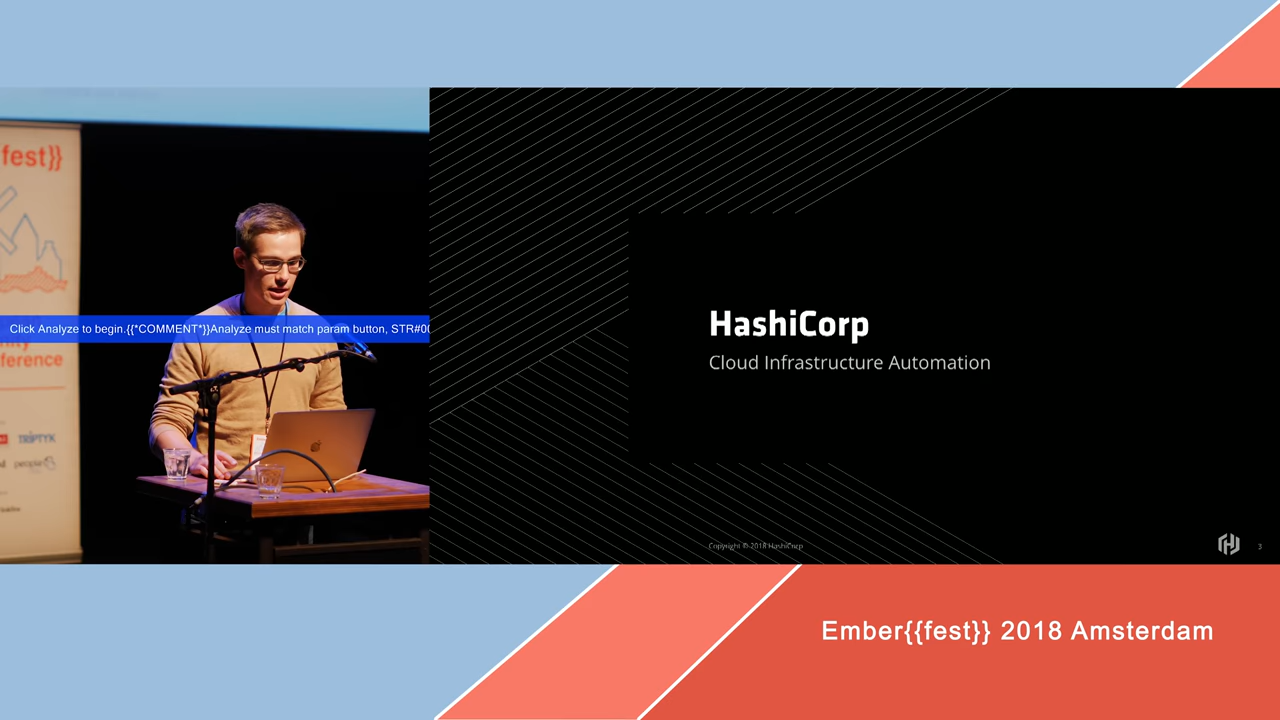 fest}}
Click Analyze to begin.{{*COMMENT*}}Analyze must match param button, STR#00
ference
TRIPTYK
HashiCorp
Cloud Infrastructure Automation
Copyright © 2018 HashiCorp
3
Ember{{fest}} 2018 Amsterdam